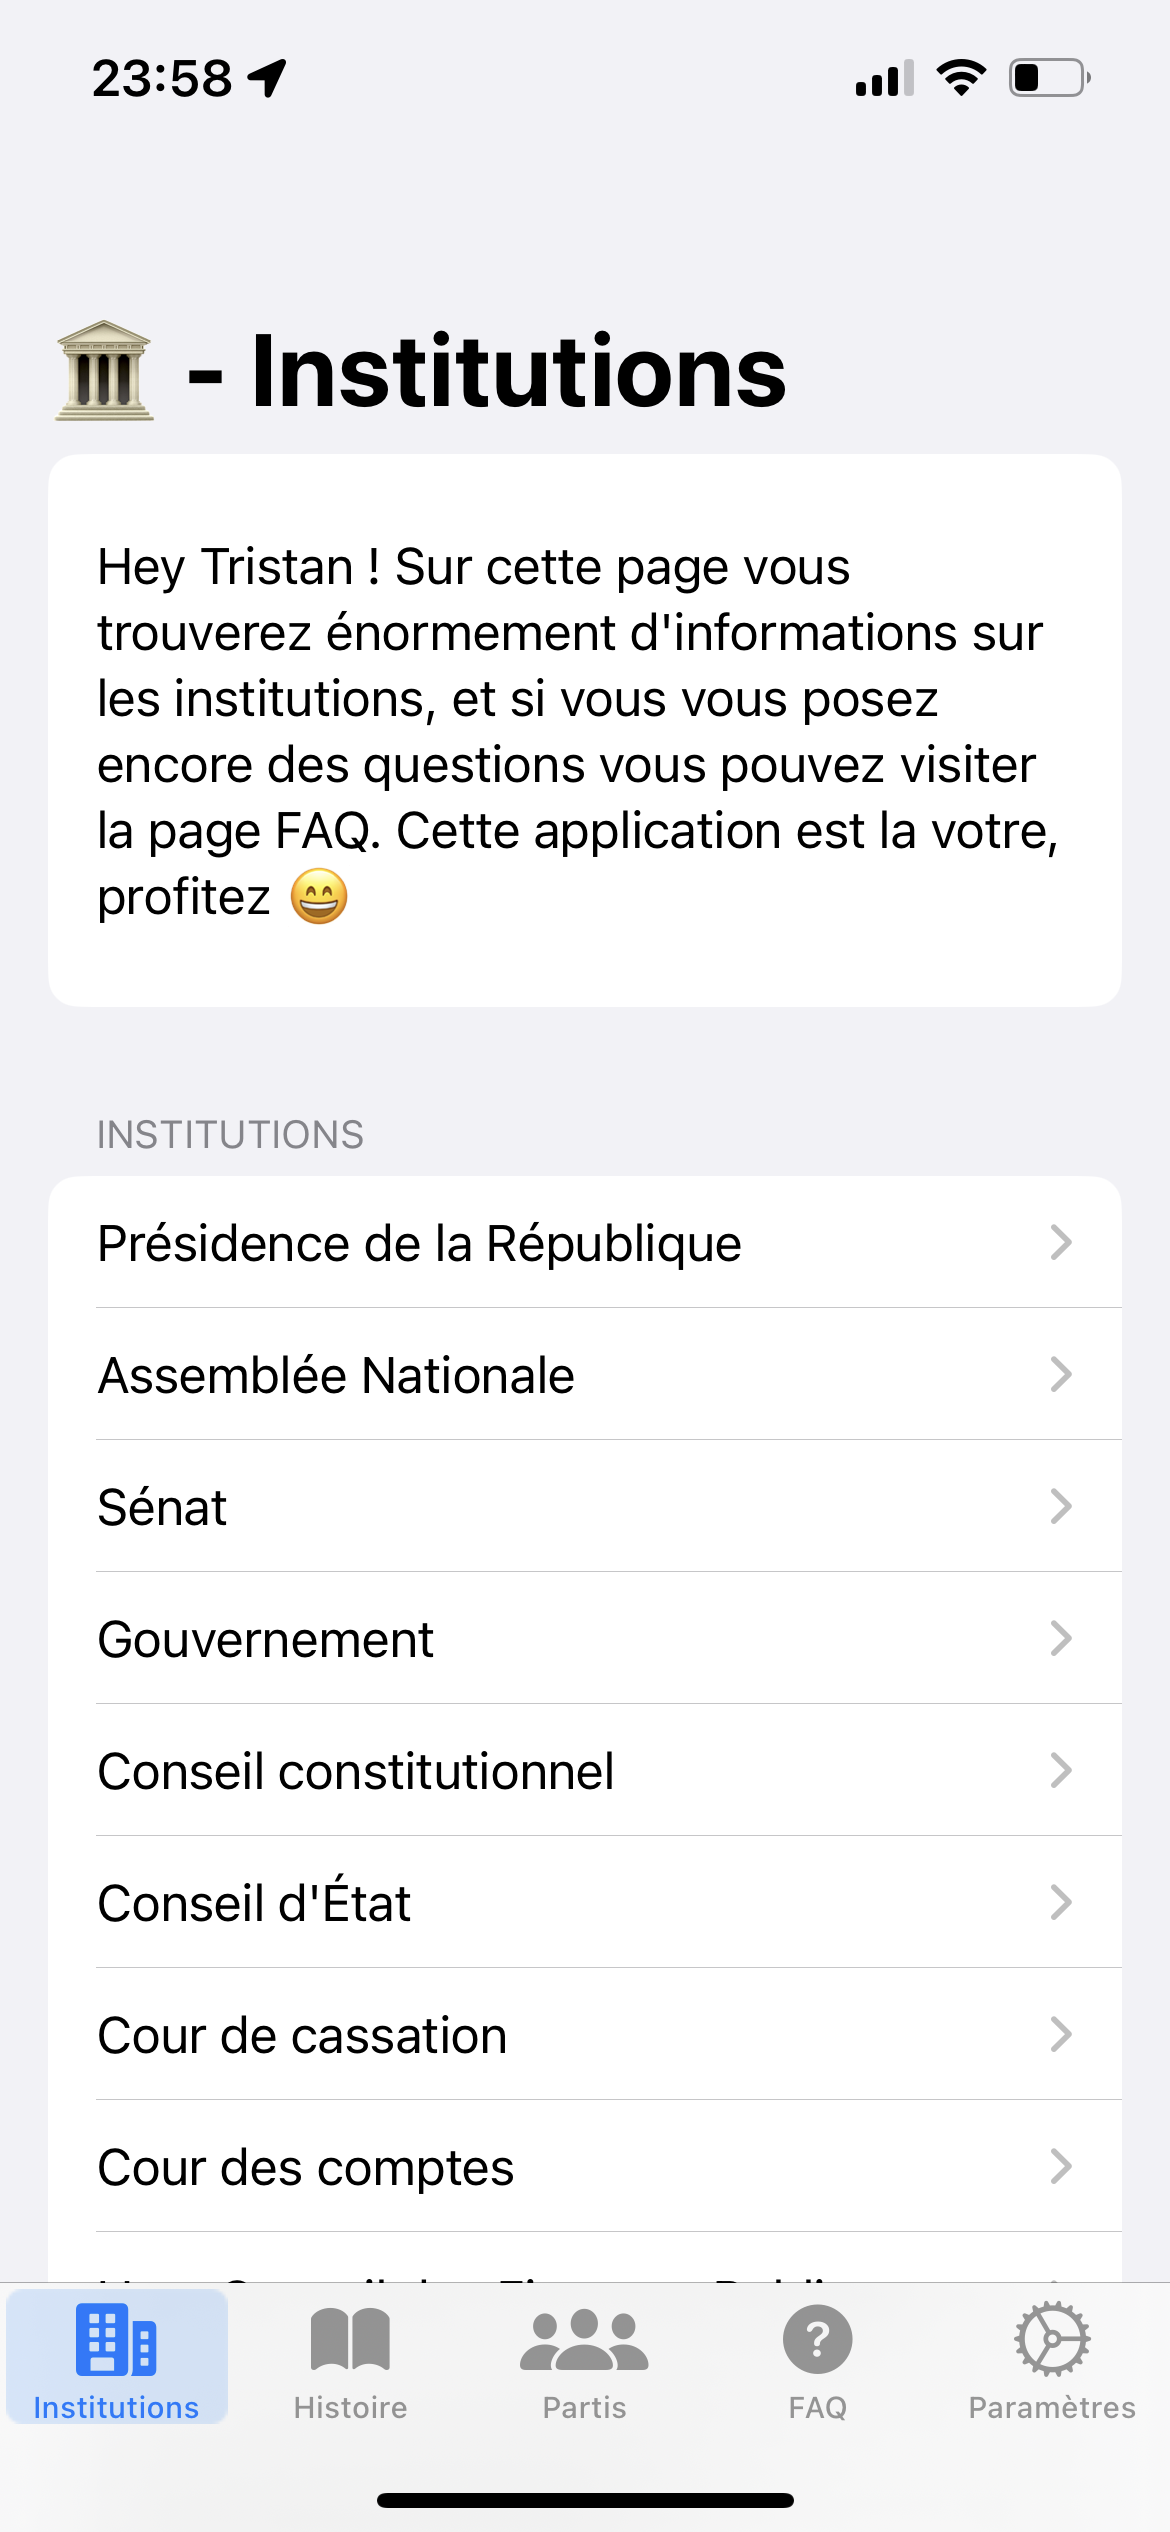 23:58
🏛️ - Institutions
Hey Tristan ! Sur cette page vous
trouverez énormement d'informations sur
les institutions, et si vous vous posez
encore des questions vous pouvez visiter
la page FAQ. Cette application est la votre,
profitez 😄
INSTITUTIONS
Présidence de la République
Assemblée Nationale
Sénat
Gouvernement
Conseil constitutionnel
Conseil d'État
Cour de cassation
Cour des comptes
Institutions
Histoire
Partis
FAQ
Paramètres